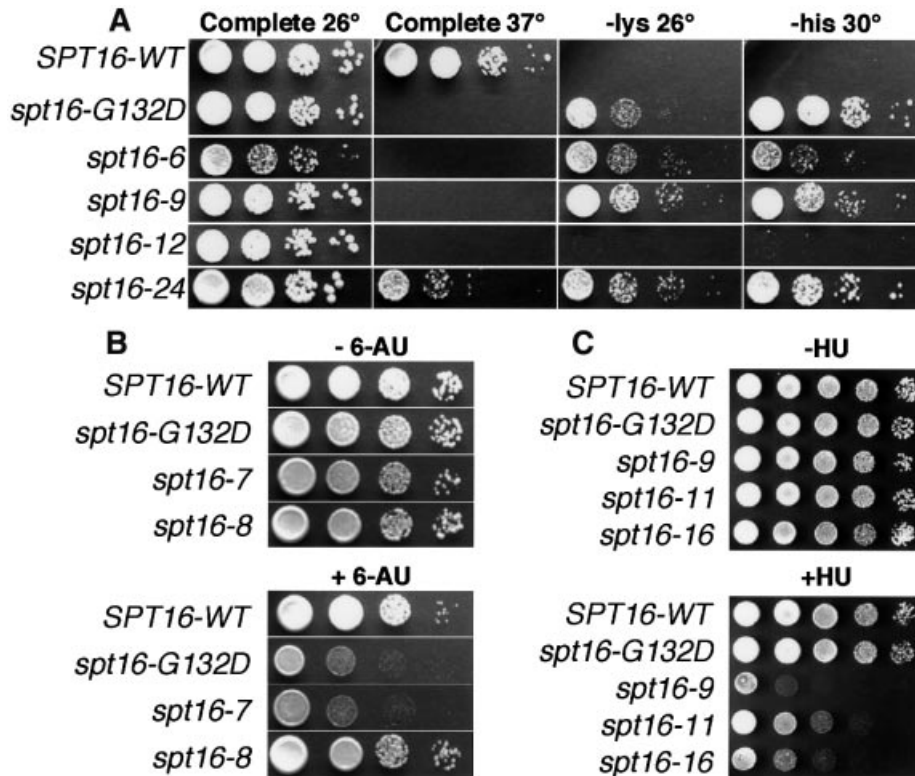 A
Complete 26° Complete 37° -lys 26° -his 30°
SPT16-WT
spt16-G132D
spt16-6
spt16-9
spt16-12
spt16-24
B
- 6-AU
SPT16-WT
spt16-G132D
spt16-7
spt16-8
+ 6-AU
SPT16-WT
spt16-G132D
spt16-7
spt16-8
C
-HU
SPT16-WT
spt16-G132D
spt16-9
spt16-11
spt16-16
+HU
SPT16-WT
spt16-G132D
spt16-9
spt16-11
spt16-16